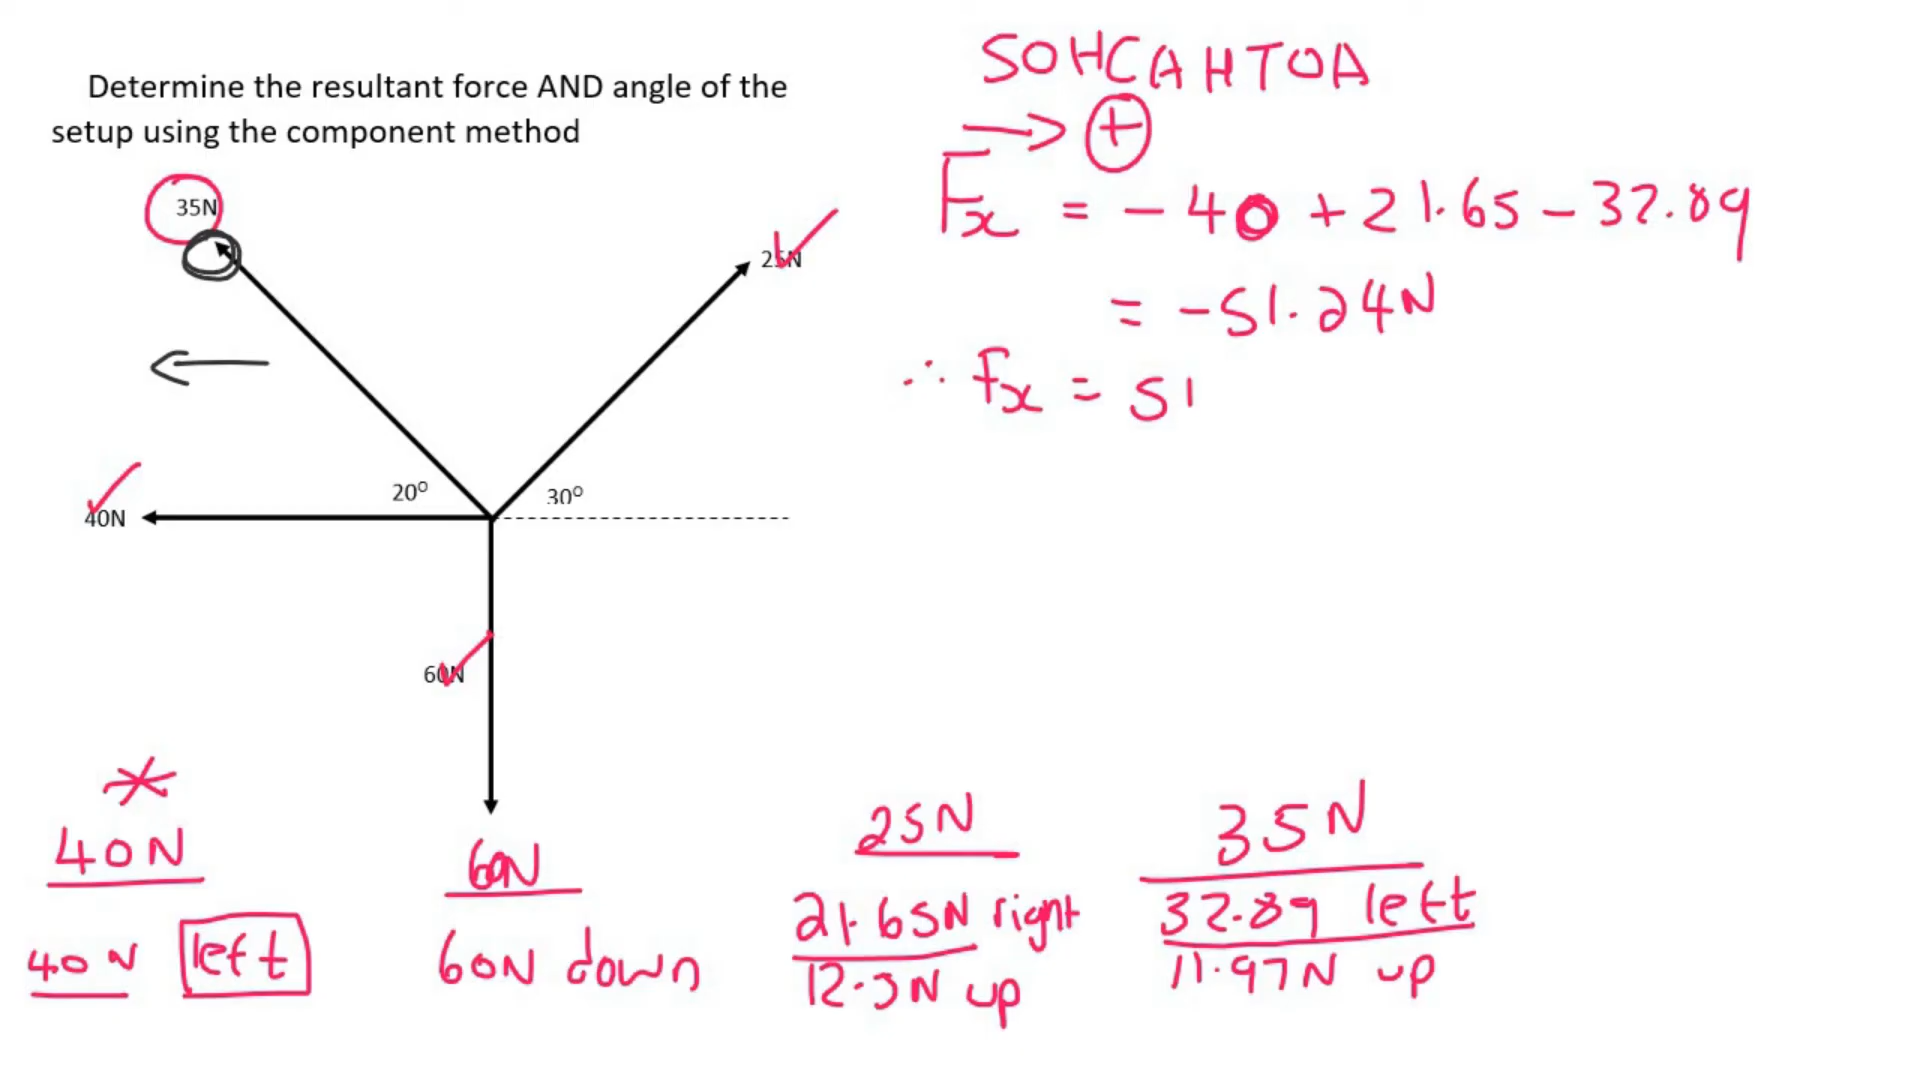 Determine the resultant force AND angle of the
setup using the component method
SOHCAHTOA
→ +
Fx = - 40 + 21.65 - 32.89
= - 51.24N
∴ Fx = 51
35N
25N
20°
30°
40N
60N
*
40N
40N left
60N
60N down
25N
21.65N right
12.5N up
35N
32.89 left
11.97N up